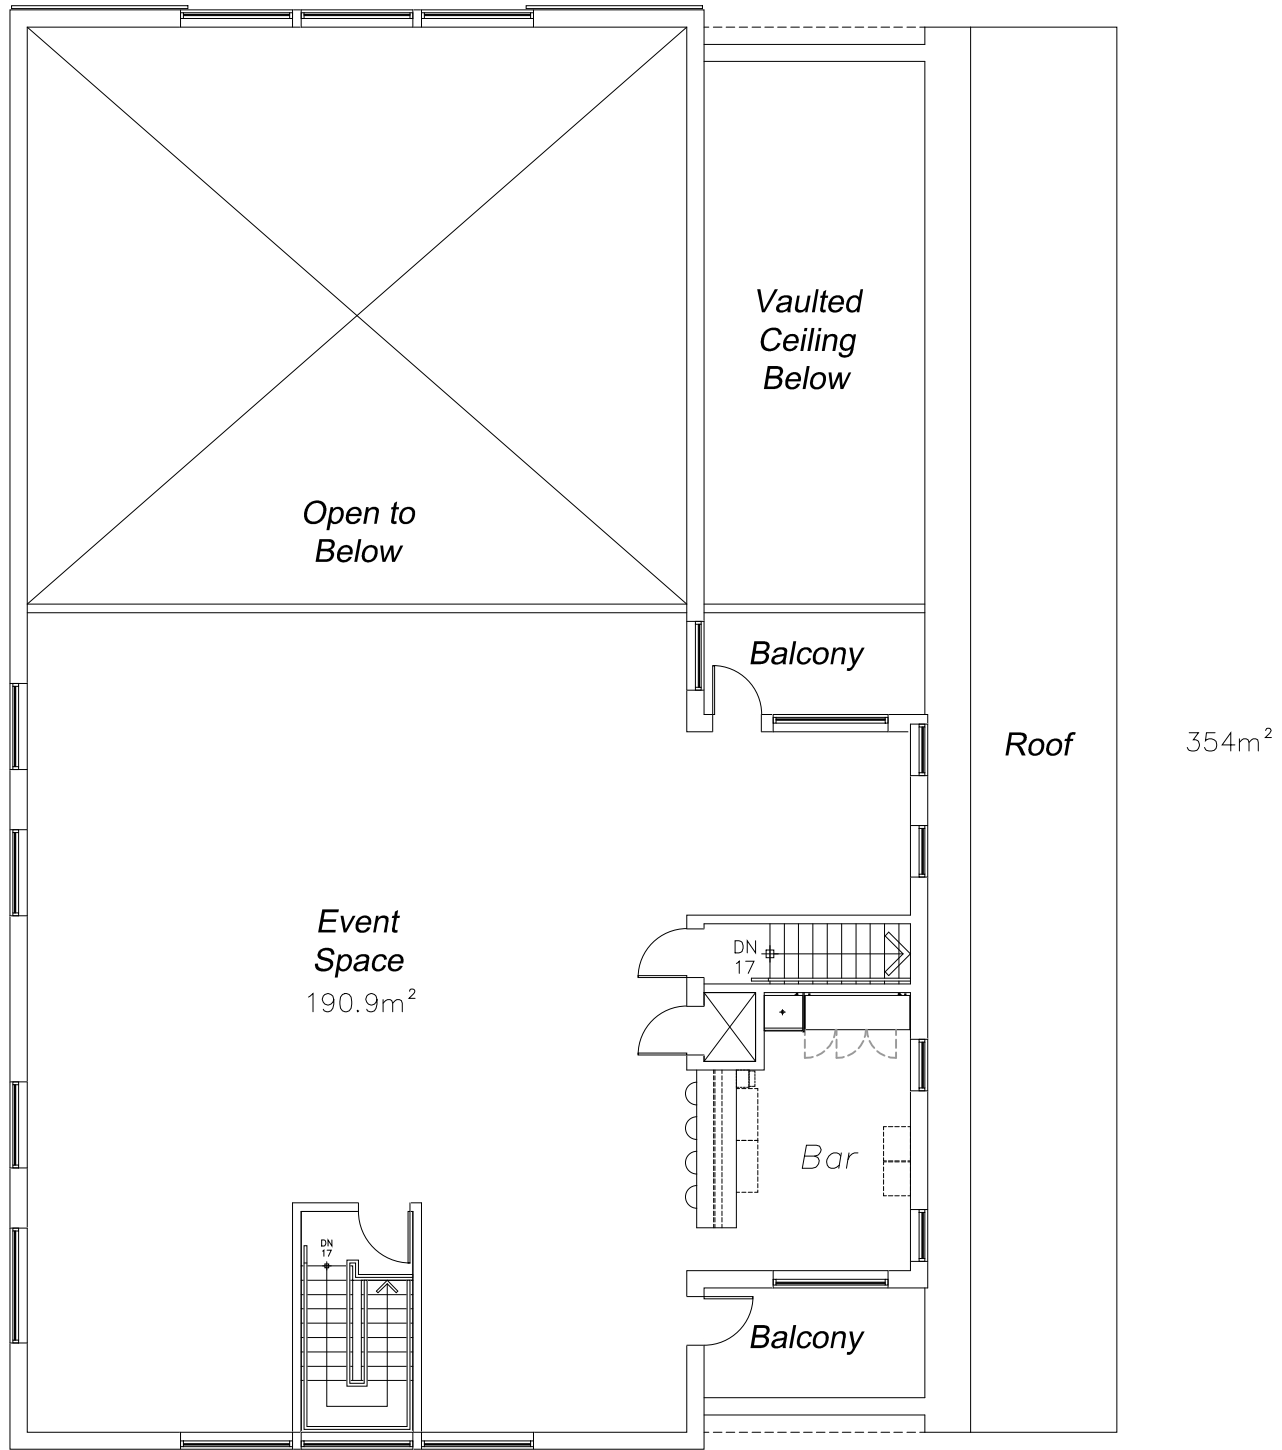 Vaulted
Ceiling
Below
Open to
Below
Balcony
Roof
354m²
Event
Space
190.9m²
DN
17
Bar
DN
17
Balcony